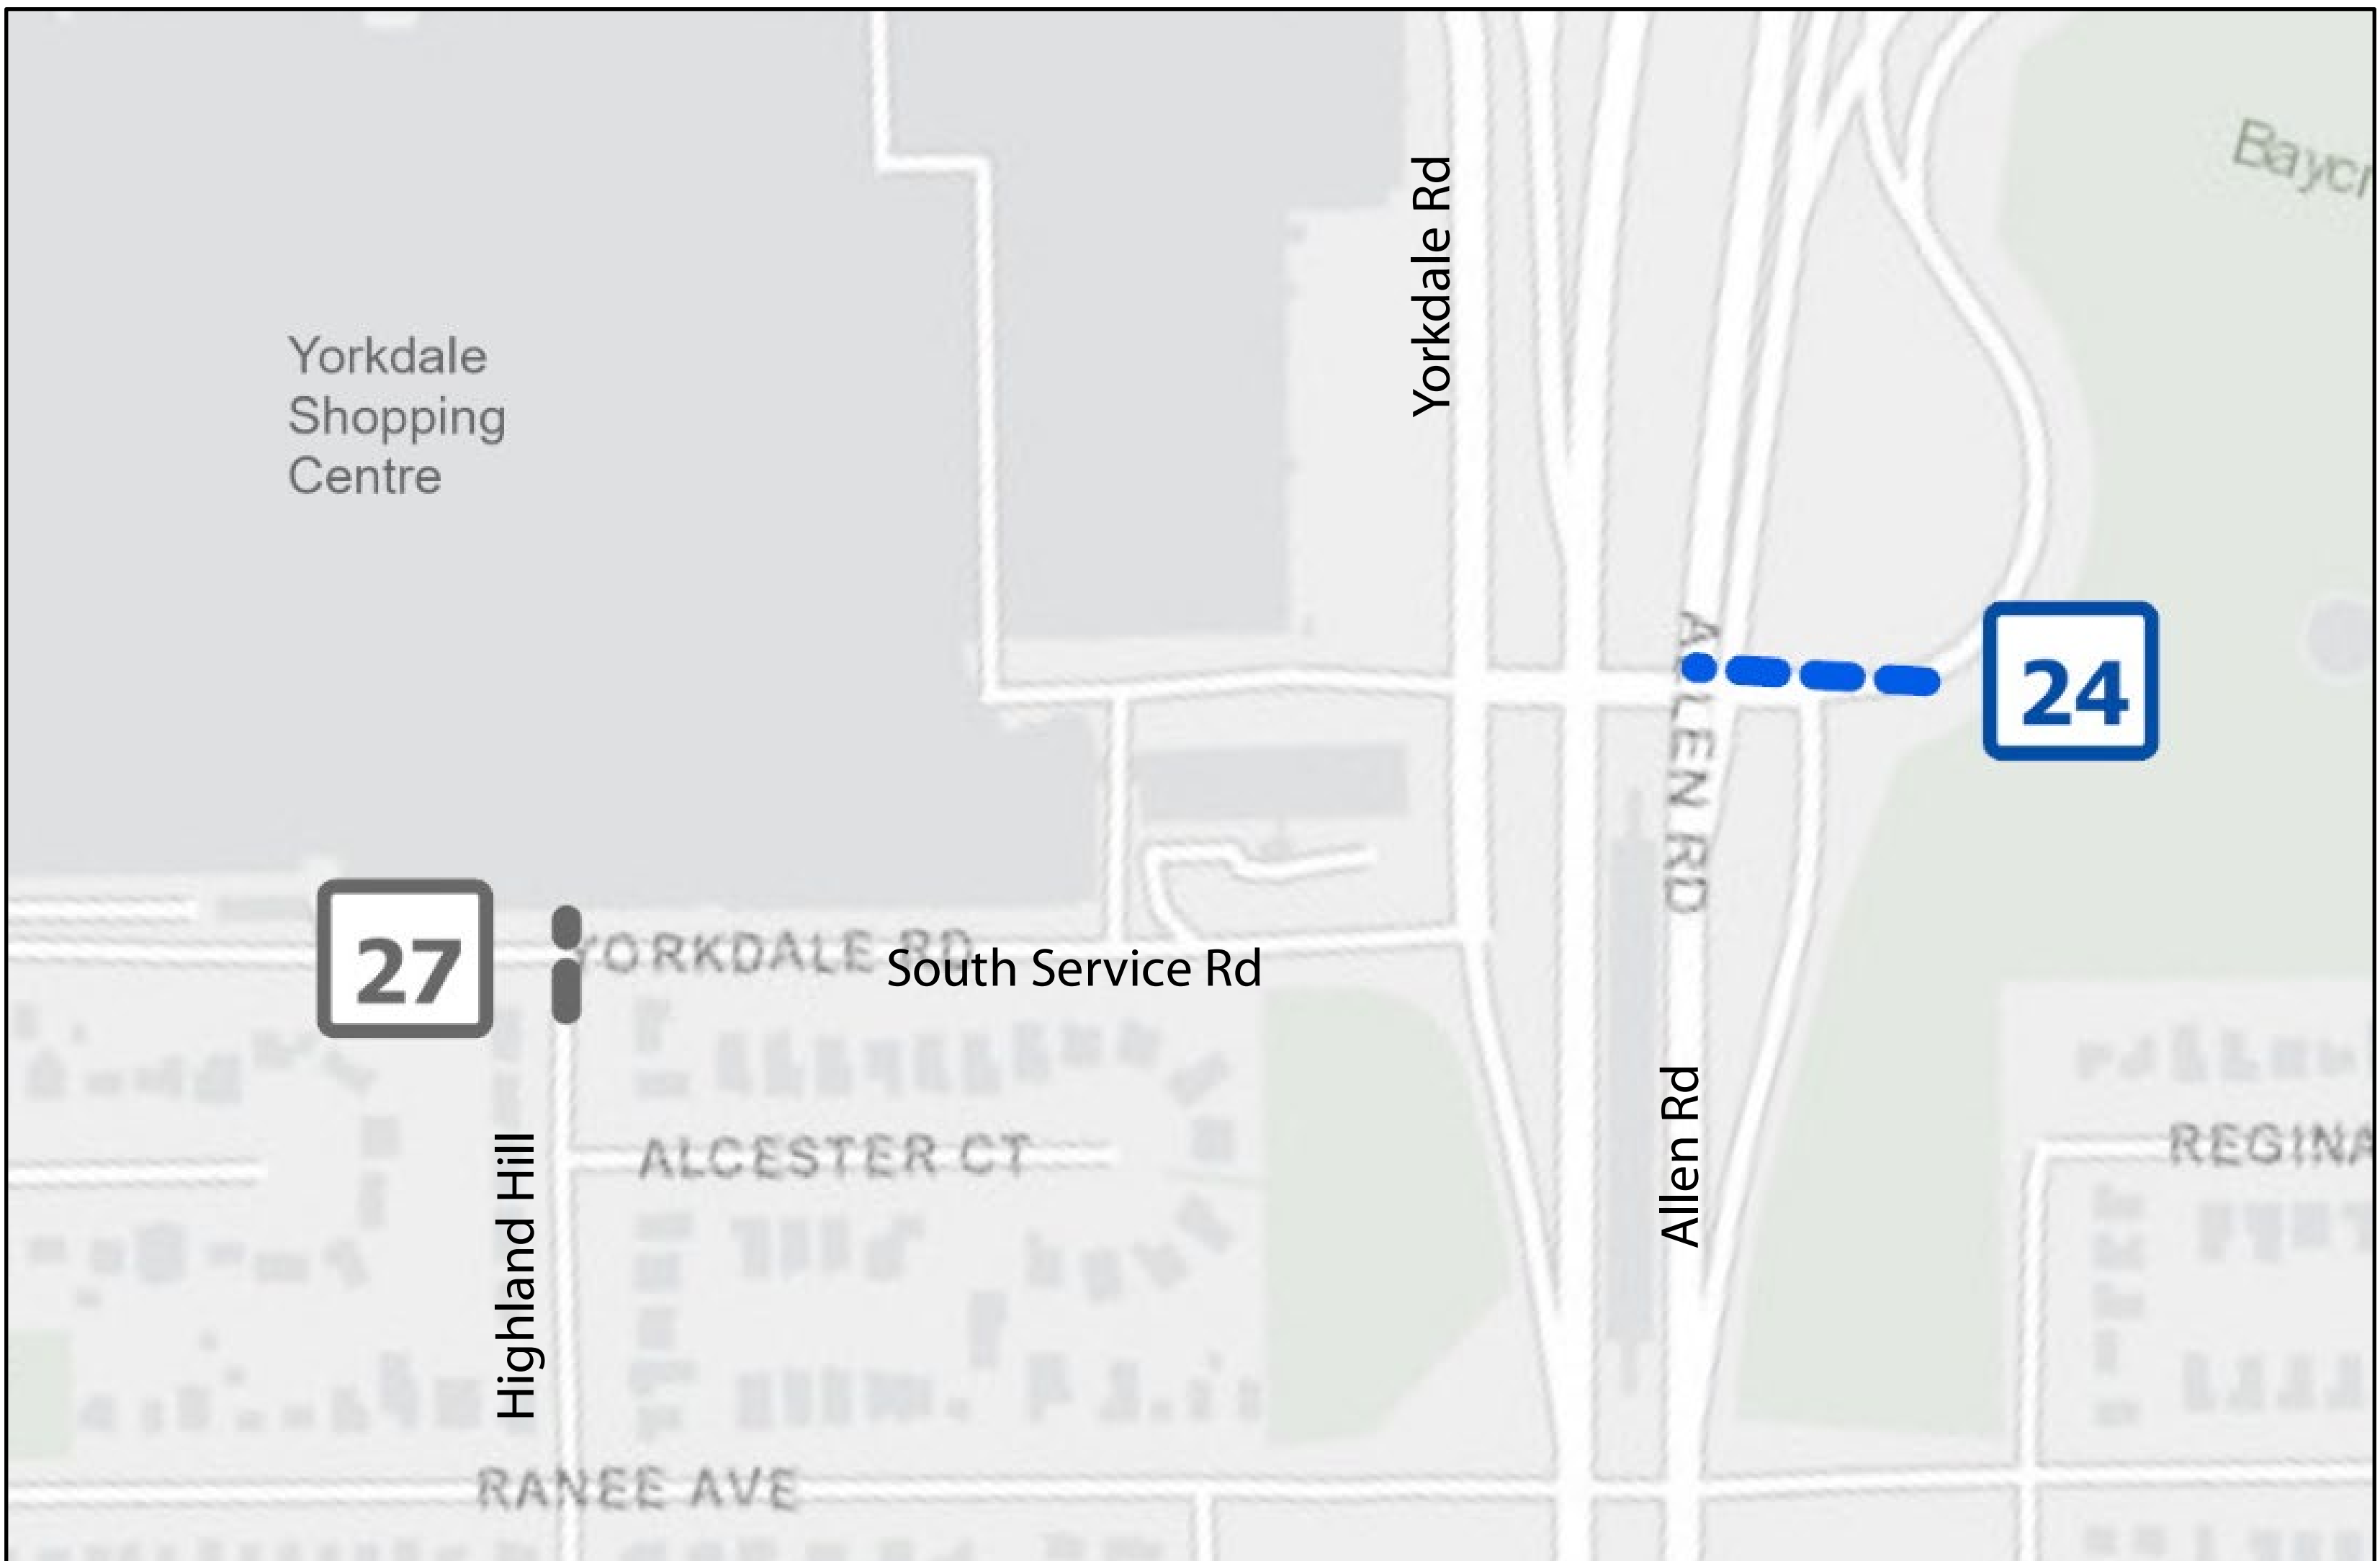 Baycr
Yorkdale Rd
Yorkdale
Shopping
Centre
ALLEN RD
24
27
YORKDALE RD
South Service Rd
Allen Rd
Highland Hill
ALCESTER CT
REGINA
RANEE AVE